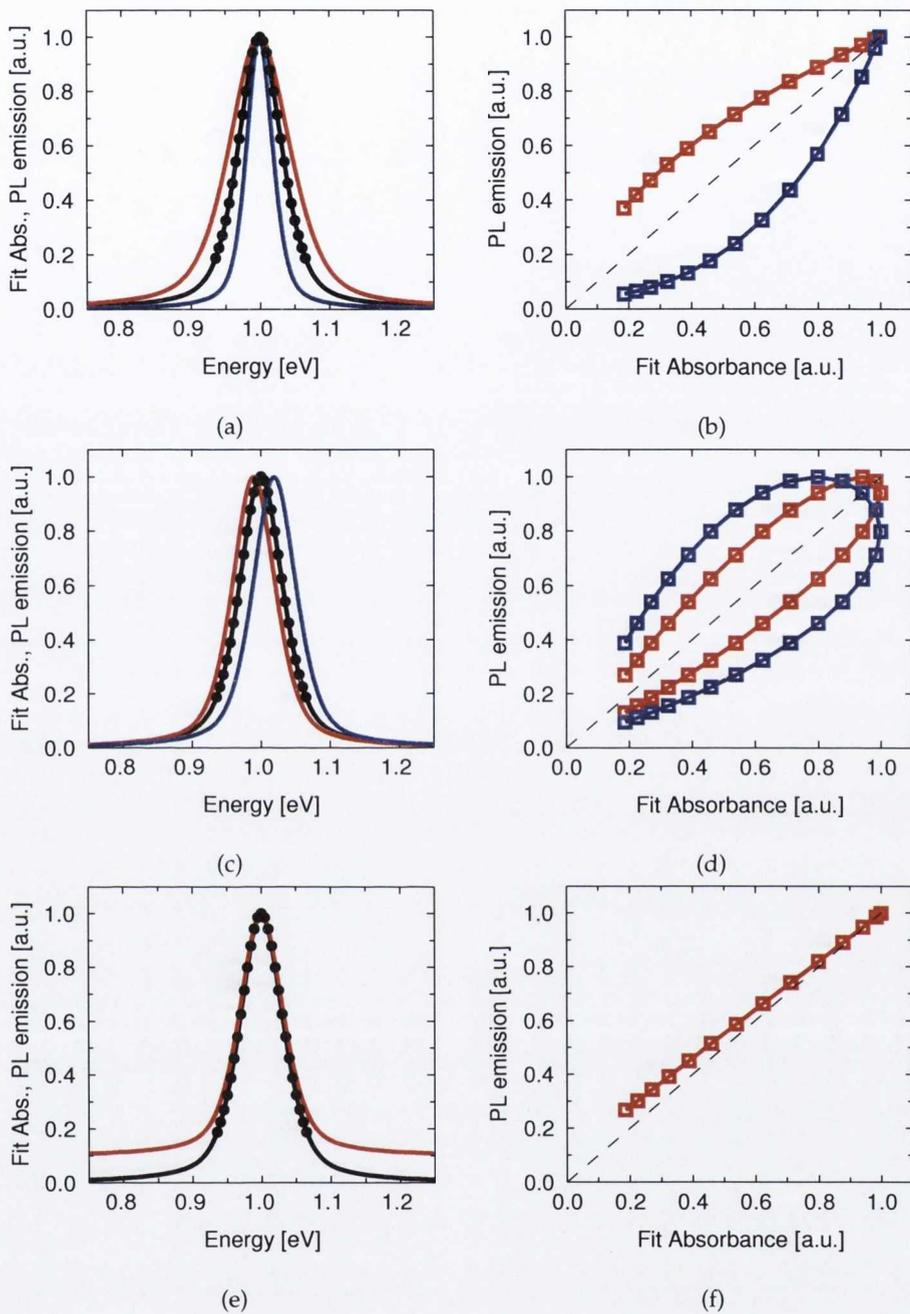 1.0
0.8
0.6
0.4
0.2
0.0
Fit Abs., PL emission [a.u.]
0.8 0.9 1.0 1.1 1.2
Energy [eV]
(a)
1.0
0.8
0.6
0.4
0.2
0.0
PL emission [a.u.]
0.0 0.2 0.4 0.6 0.8 1.0
Fit Absorbance [a.u.]
(b)
1.0
0.8
0.6
0.4
0.2
0.0
Fit Abs., PL emission [a.u.]
0.8 0.9 1.0 1.1 1.2
Energy [eV]
(c)
1.0
0.8
0.6
0.4
0.2
0.0
PL emission [a.u.]
0.0 0.2 0.4 0.6 0.8 1.0
Fit Absorbance [a.u.]
(d)
1.0
0.8
0.6
0.4
0.2
0.0
Fit Abs., PL emission [a.u.]
0.8 0.9 1.0 1.1 1.2
Energy [eV]
(e)
1.0
0.8
0.6
0.4
0.2
0.0
PL emission [a.u.]
0.0 0.2 0.4 0.6 0.8 1.0
Fit Absorbance [a.u.]
(f)